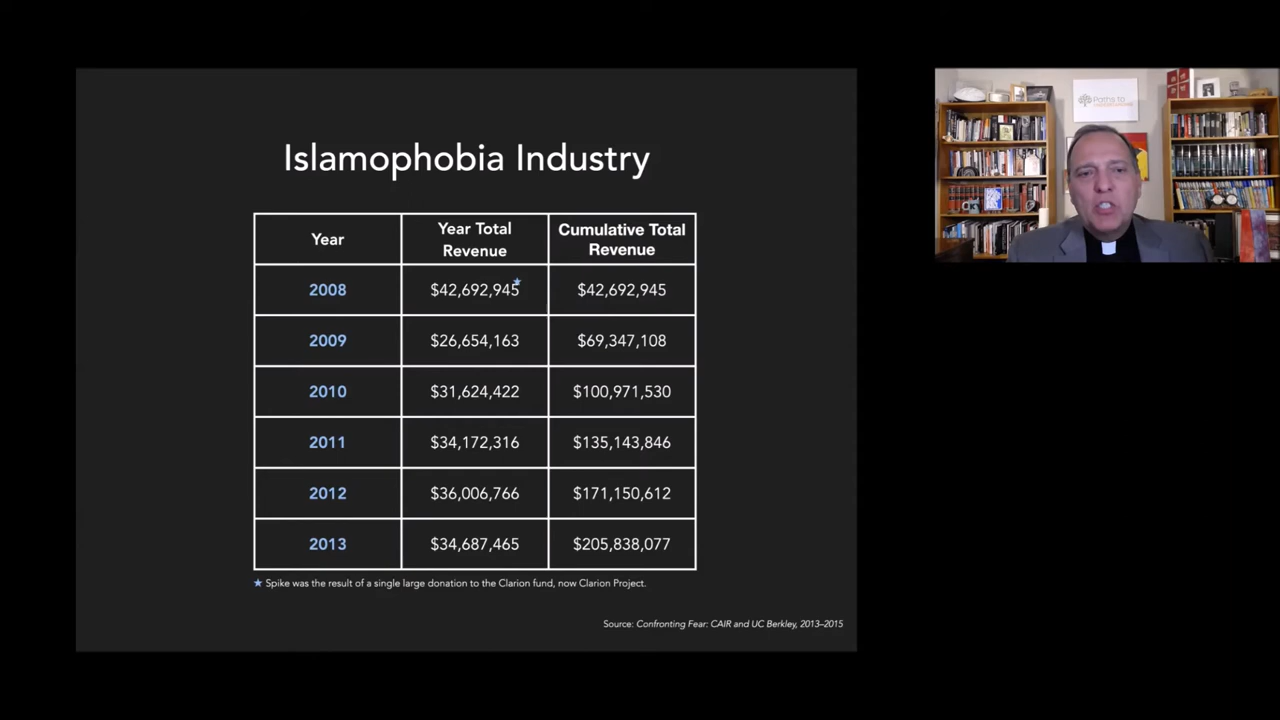 Islamophobia Industry
Year
Year Total
Revenue
Cumulative Total
Revenue
2008
$42,692,945★
$42,692,945
2009
$26,654,163
$69,347,108
2010
$31,624,422
$100,971,530
2011
$34,172,316
$135,143,846
2012
$36,006,766
$171,150,612
2013
$34,687,465
$205,838,077
★ Spike was the result of a single large donation to the Clarion fund, now Clarion Project.
Source: Confronting Fear: CAIR and UC Berkley, 2013–2015
Paths to